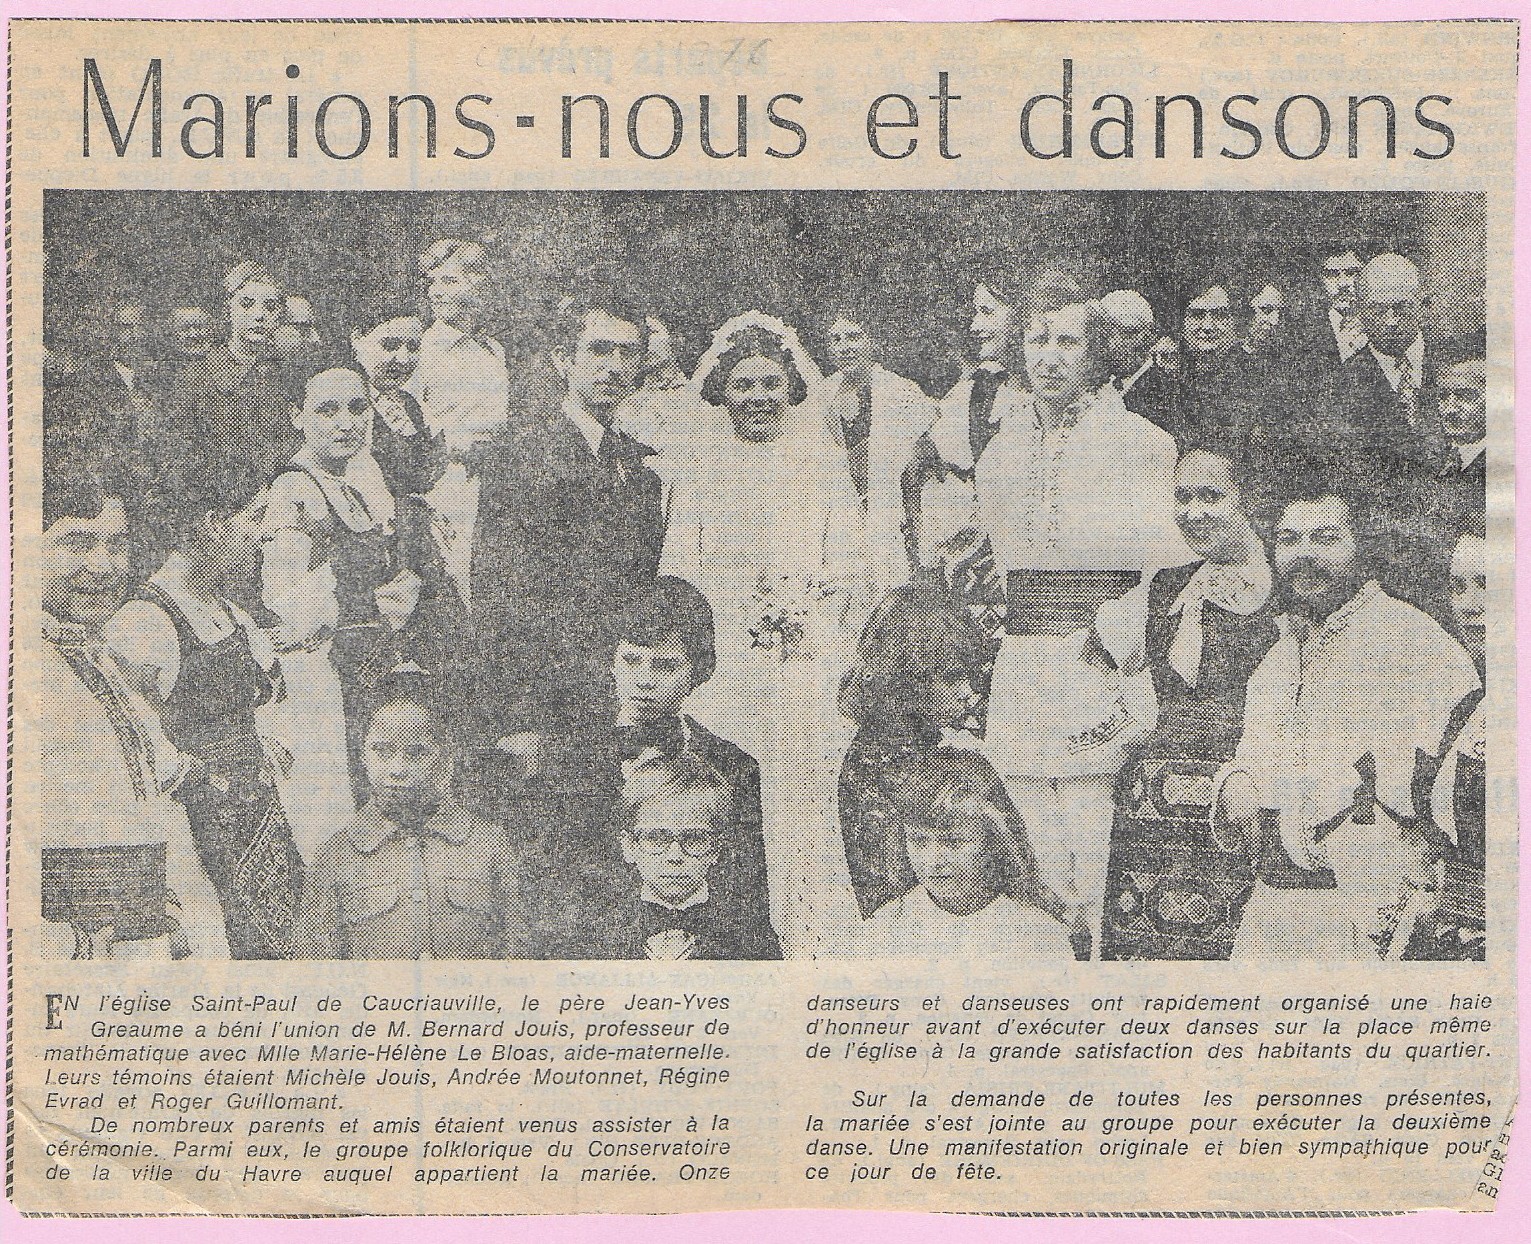 Marions-nous et dansons
EN l'église Saint-Paul de Caucriauville, le père Jean-Yves
Greaume a béni l'union de M. Bernard Jouis, professeur de
mathématique avec Mlle Marie-Hélène Le Bloas, aide-maternelle.
Leurs témoins étaient Michèle Jouis, Andrée Moutonnet, Régine
Evrad et Roger Guillomant.
De nombreux parents et amis étaient venus assister à la
cérémonie. Parmi eux, le groupe folklorique du Conservatoire
de la ville du Havre auquel appartient la mariée. Onze
danseurs et danseuses ont rapidement organisé une haie
d'honneur avant d'exécuter deux danses sur la place même
de l'église à la grande satisfaction des habitants du quartier.
Sur la demande de toutes les personnes présentes,
la mariée s'est jointe au groupe pour exécuter la deuxième
danse. Une manifestation originale et bien sympathique pour
ce jour de fête.